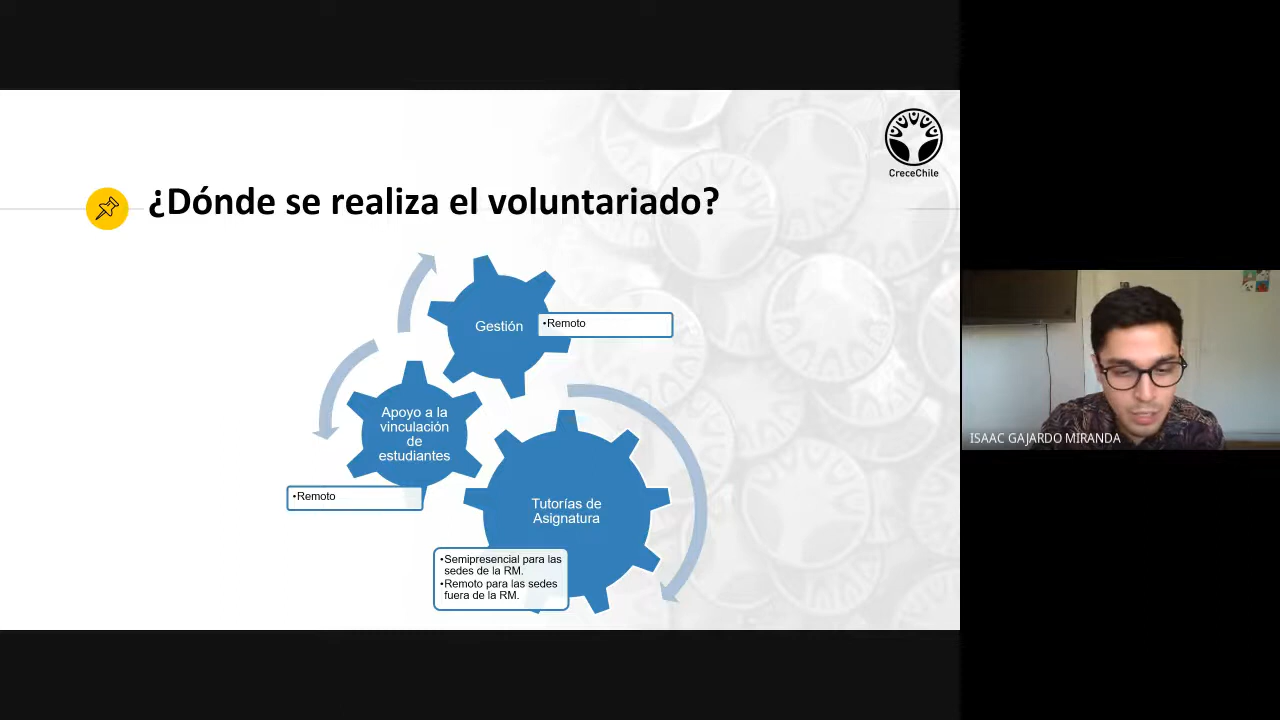 CreceChile
¿Dónde se realiza el voluntariado?
Gestión
•Remoto
Apoyo a la
vinculación
de
estudiantes
•Remoto
Tutorías de
Asignatura
•Semipresencial para las
sedes de la RM.
•Remoto para las sedes
fuera de la RM.
ISAAC GAJARDO MIRANDA